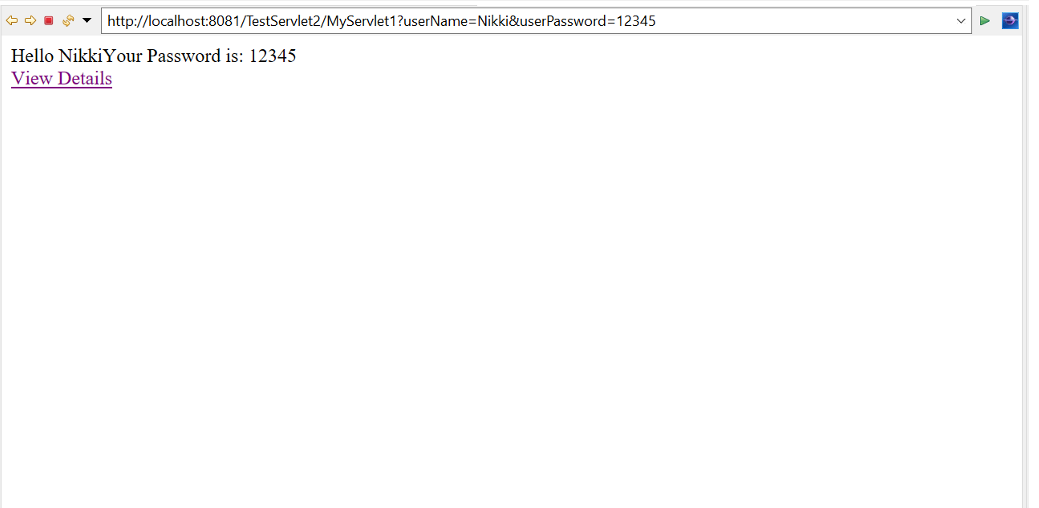 http://localhost:8081/TestServlet2/MyServlet1?userName=Nikki&userPassword=12345
Hello NikkiYour Password is: 12345
View Details